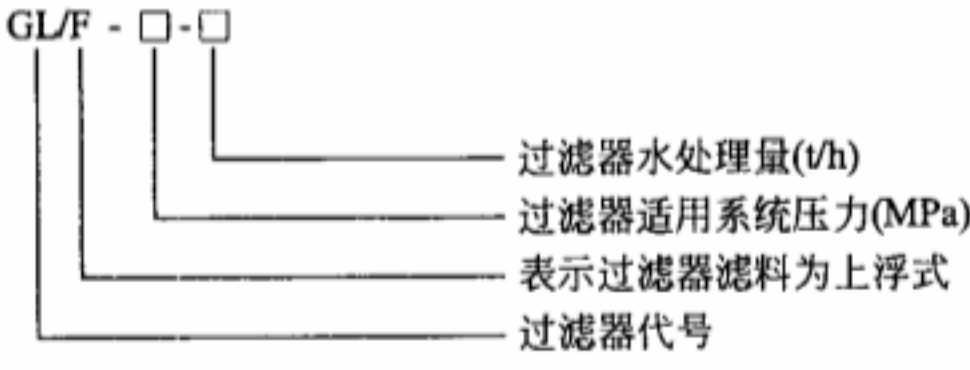 GL/F - □ - □
过滤器水处理量(t/h)
过滤器适用系统压力(MPa)
表示过滤器滤料为上浮式
过滤器代号